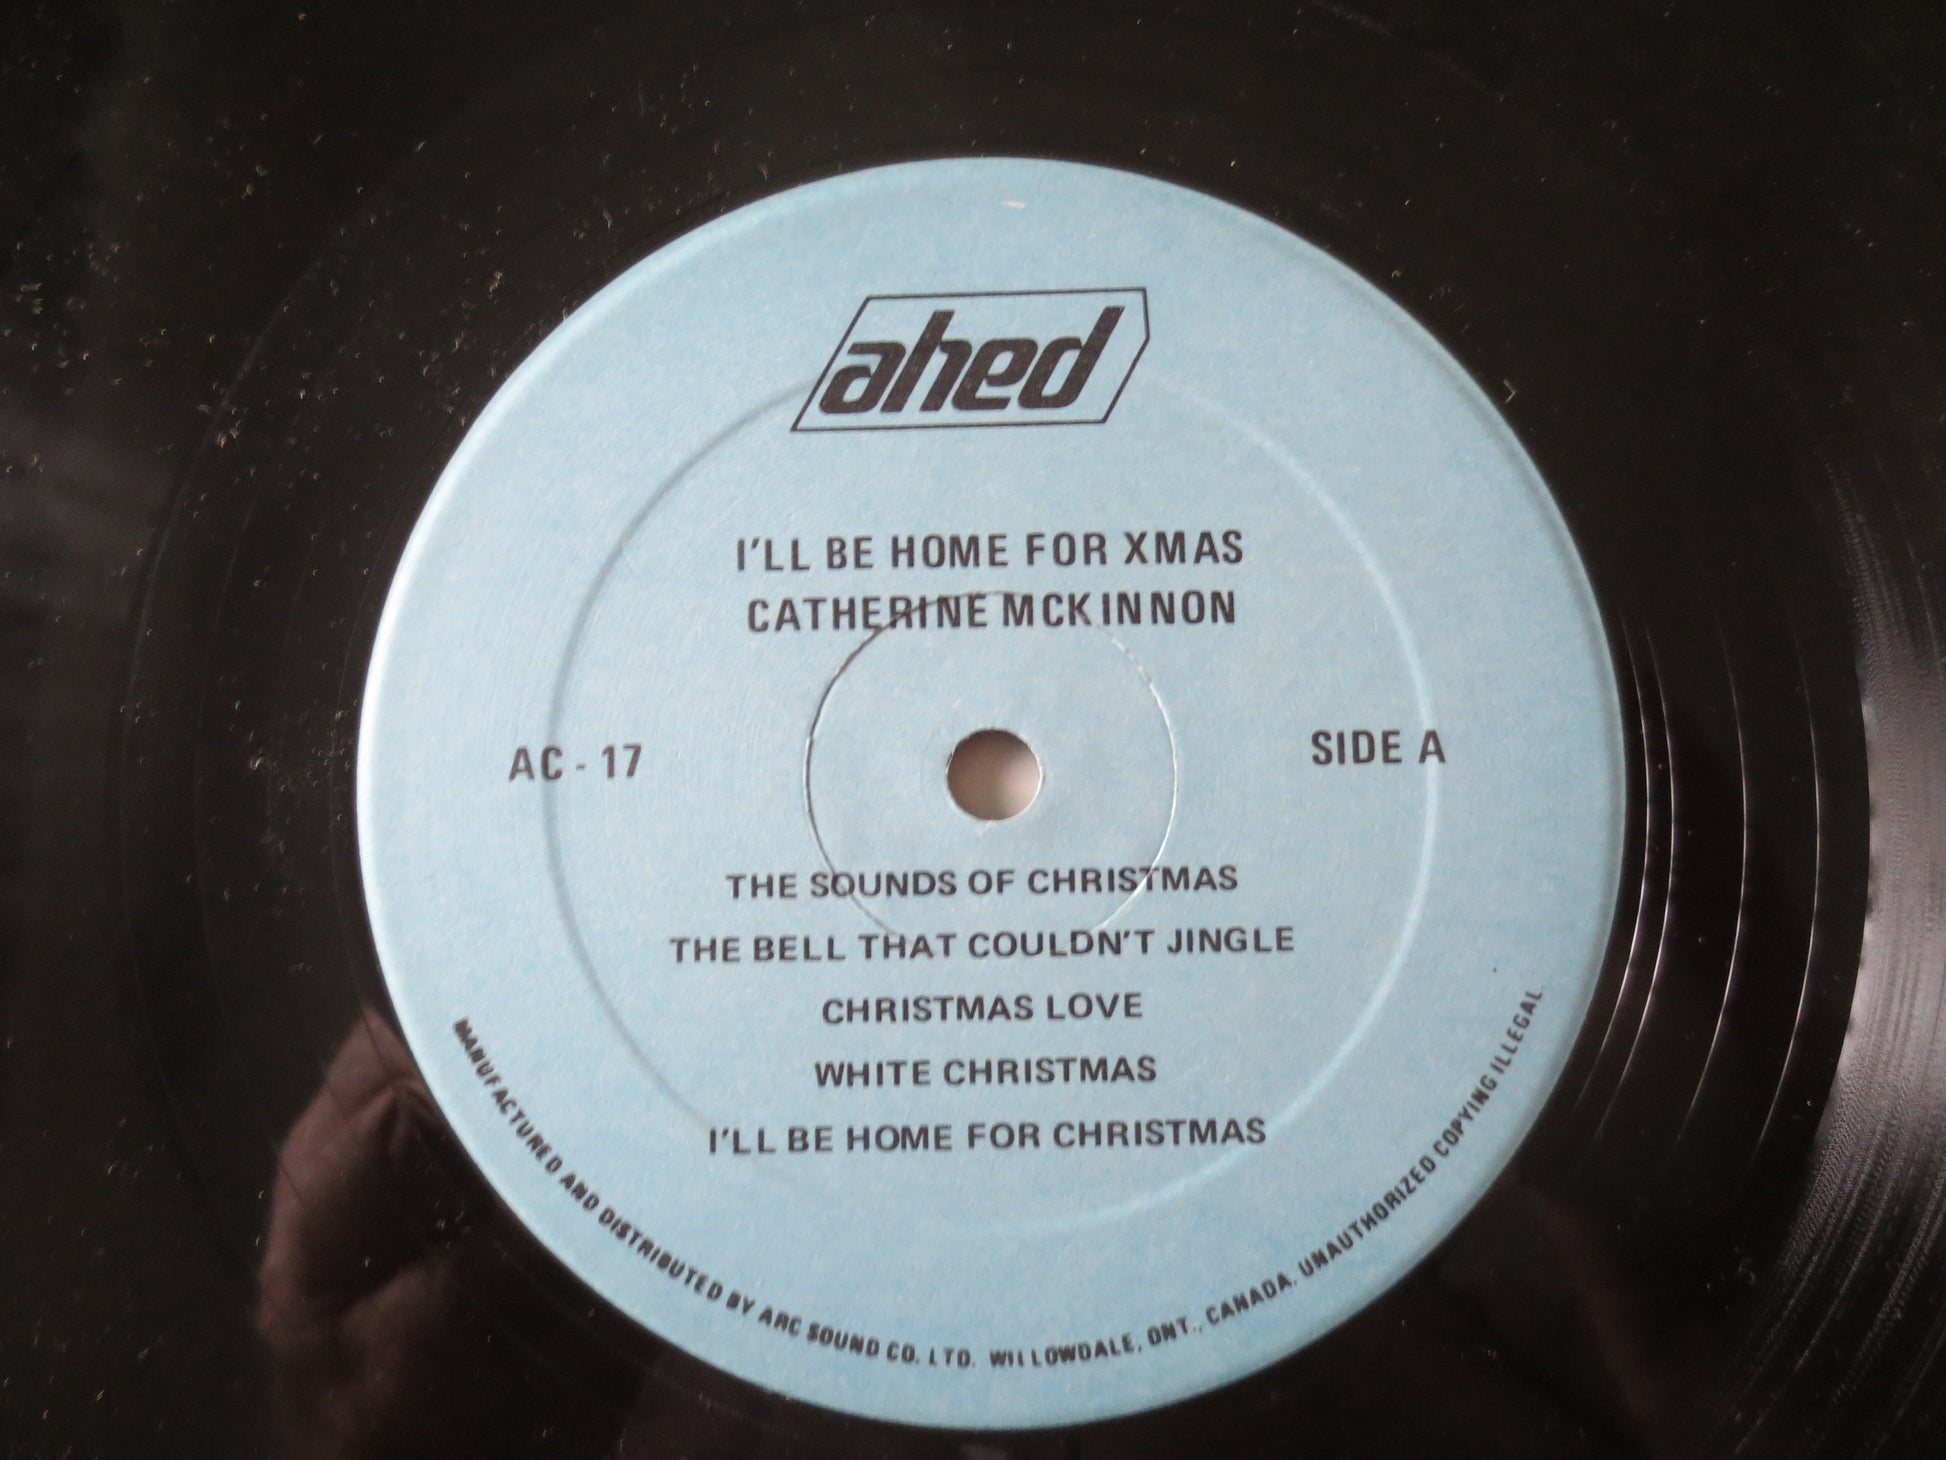 ahed
I'LL BE HOME FOR XMAS
CATHERINE MCKINNON
AC - 17
SIDE A
THE SOUNDS OF CHRISTMAS
THE BELL THAT COULDN'T JINGLE
CHRISTMAS LOVE
WHITE CHRISTMAS
I'LL BE HOME FOR CHRISTMAS
MANUFACTURED AND DISTRIBUTED BY ARC SOUND CO. LTD. WILLOWDALE, ONT., CANADA. UNAUTHORIZED COPYING ILLEGAL